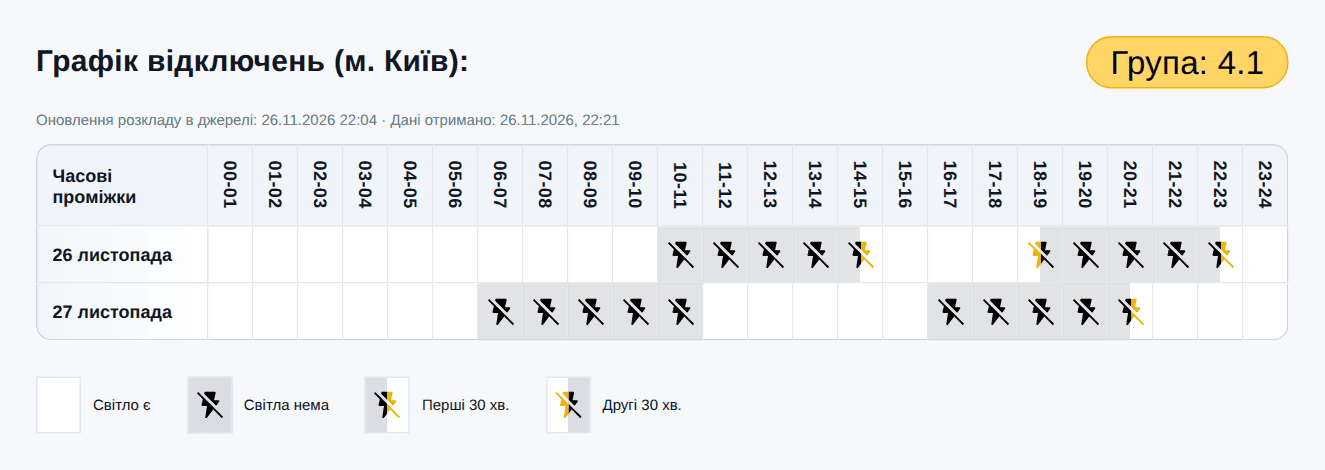 Графік відключень (м. Київ):
Група: 4.1
Оновлення розкладу в джерелі: 26.11.2026 22:04 · Дані отримано: 26.11.2026, 22:21
Часові
проміжки
00-01 01-02 02-03 03-04 04-05 05-06 06-07 07-08 08-09 09-10 10-11 11-12 12-13 13-14 14-15 15-16 16-17 17-18 18-19 19-20 20-21 21-22 22-23 23-24
26 листопада
27 листопада
Світло є
Світла нема
Перші 30 хв.
Другі 30 хв.